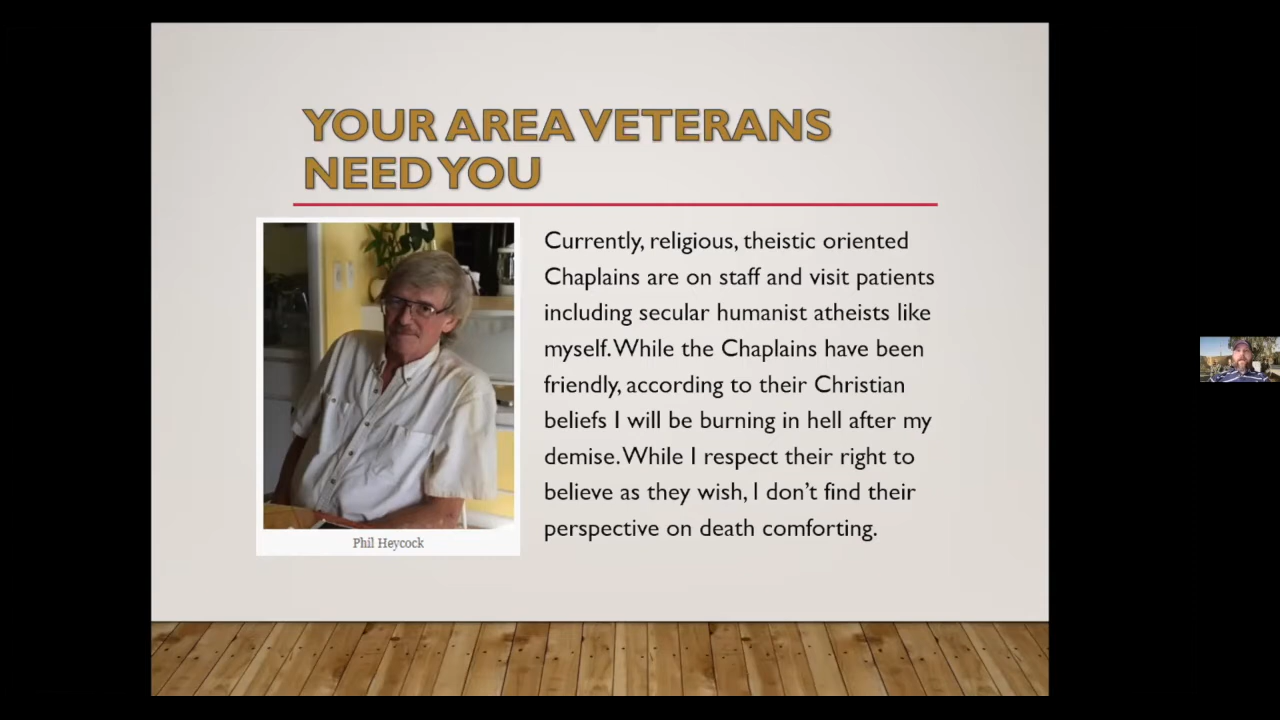 YOUR AREA VETERANS
NEED YOU
Currently, religious, theistic oriented
Chaplains are on staff and visit patients
including secular humanist atheists like
myself. While the Chaplains have been
friendly, according to their Christian
beliefs I will be burning in hell after my
demise. While I respect their right to
believe as they wish, I don't find their
perspective on death comforting.
Phil Heycock